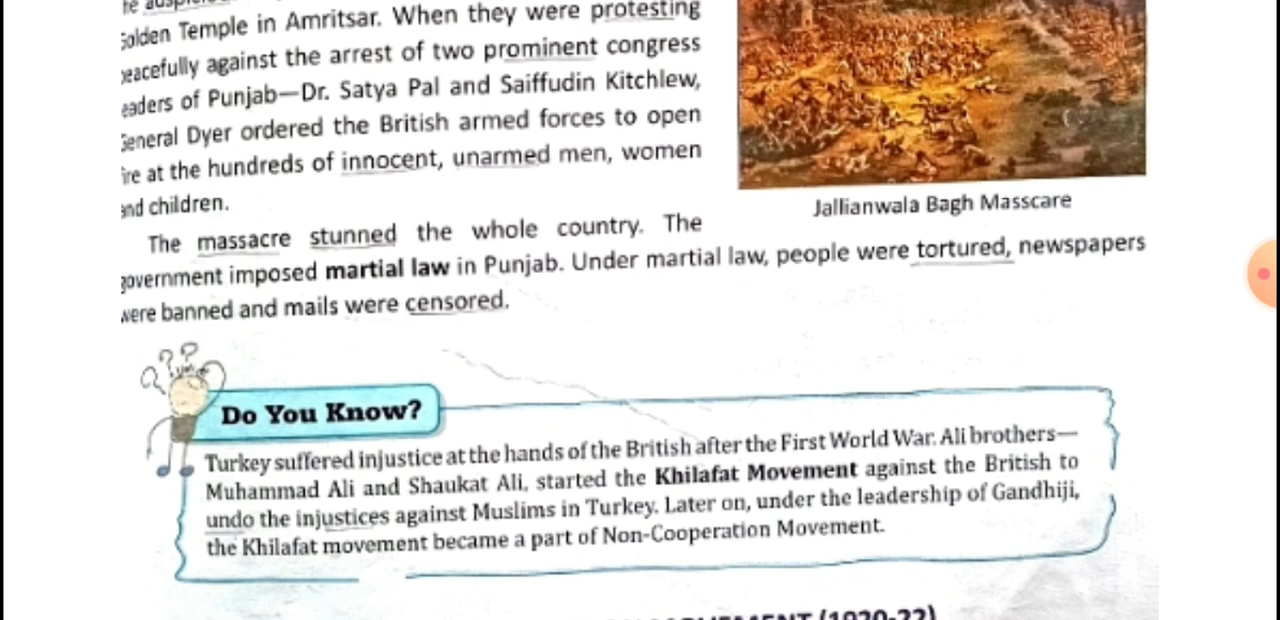 Golden Temple in Amritsar. When they were protesting
peacefully against the arrest of two prominent congress
leaders of Punjab—Dr. Satya Pal and Saiffudin Kitchlew,
General Dyer ordered the British armed forces to open
fire at the hundreds of innocent, unarmed men, women
and children.
Jallianwala Bagh Masscare
The massacre stunned the whole country. The
government imposed martial law in Punjab. Under martial law, people were tortured, newspapers
were banned and mails were censored.
???
Do You Know?
Turkey suffered injustice at the hands of the British after the First World War. Ali brothers—
Muhammad Ali and Shaukat Ali, started the Khilafat Movement against the British to
undo the injustices against Muslims in Turkey. Later on, under the leadership of Gandhiji,
the Khilafat movement became a part of Non-Cooperation Movement.
(1920-22)